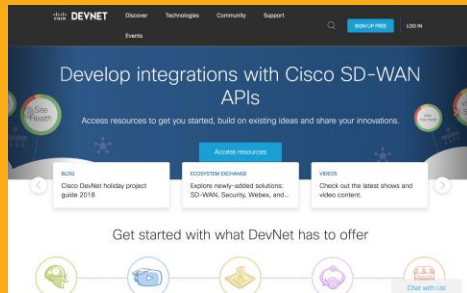 CISCO DEVNET Discover Technologies Community Support
Events
SIGN UP FREE LOG IN
Develop integrations with Cisco SD-WAN
APIs
Site
Health
Access resources to get you started, build on existing ideas and share your innovations.
Access resources
BLOG
Cisco DevNet holiday project
guide 2018
ECOSYSTEM EXCHANGE
Explore newly-added solutions:
SD-WAN, Security, Webex, and...
VIDEOS
Check out the latest shows and
video content.
Get started with what DevNet has to offer
Chat with Us!